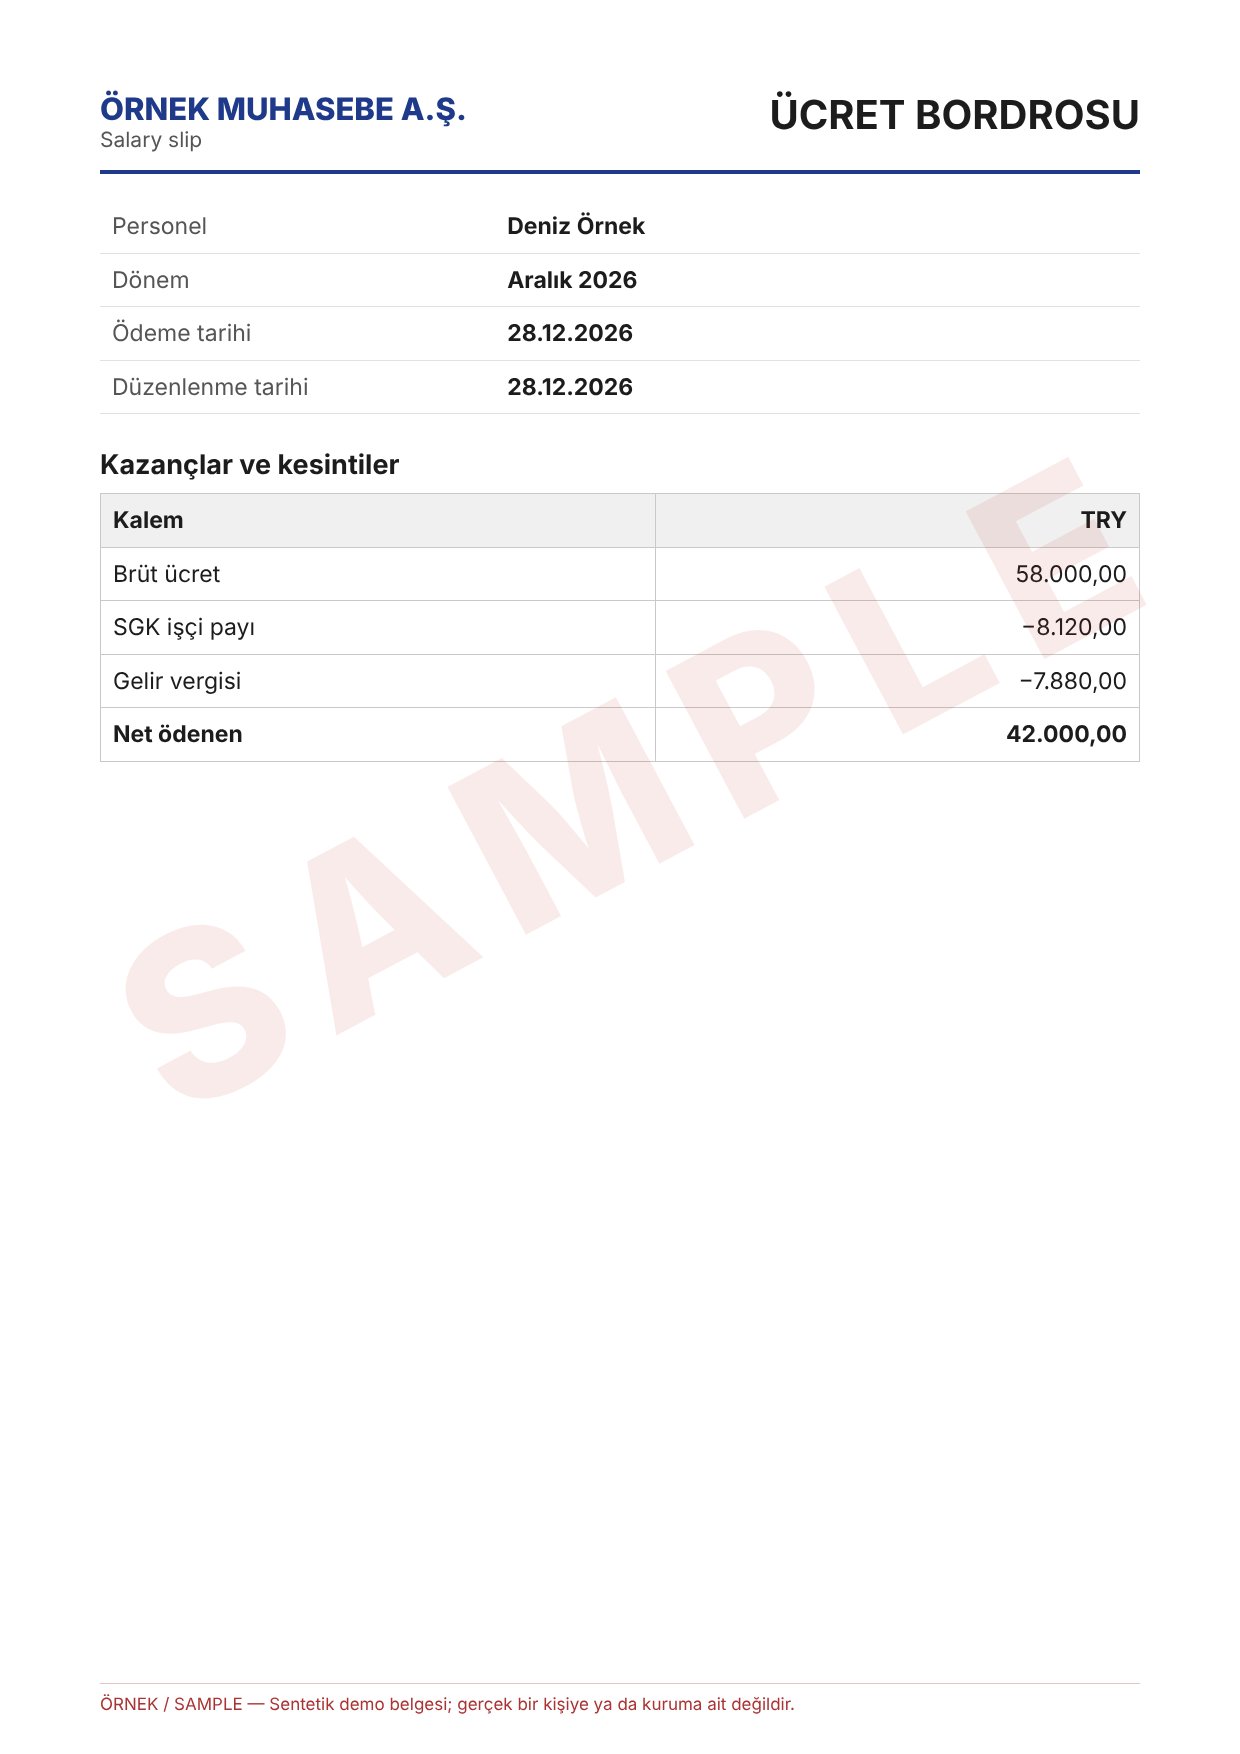 ÖRNEK MUHASEBE A.Ş.
Salary slip
ÜCRET BORDROSU
Personel Deniz Örnek
Dönem Aralık 2026
Ödeme tarihi 28.12.2026
Düzenlenme tarihi 28.12.2026
Kazançlar ve kesintiler
Kalem TRY
Brüt ücret 58.000,00
SGK işçi payı −8.120,00
Gelir vergisi −7.880,00
Net ödenen 42.000,00
SAMPLE
ÖRNEK / SAMPLE — Sentetik demo belgesi; gerçek bir kişiye ya da kuruma ait değildir.